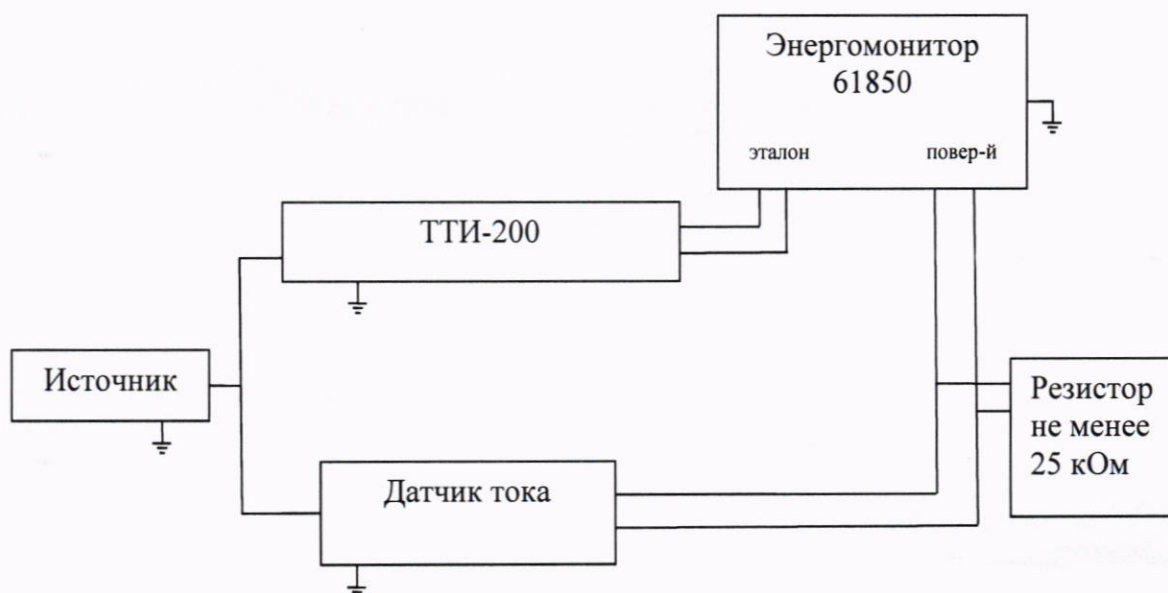 Энергомонитор
61850
эталон
повер-й
ТТИ-200
Источник
Датчик тока
Резистор
не менее
25 кОм